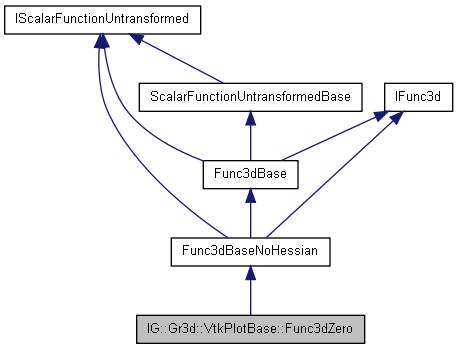 IScalarFunctionUntransformed
ScalarFunctionUntransformedBase
IFunc3d
Func3dBase
Func3dBaseNoHessian
IG::Gr3d::VtkPlotBase::Func3dZero